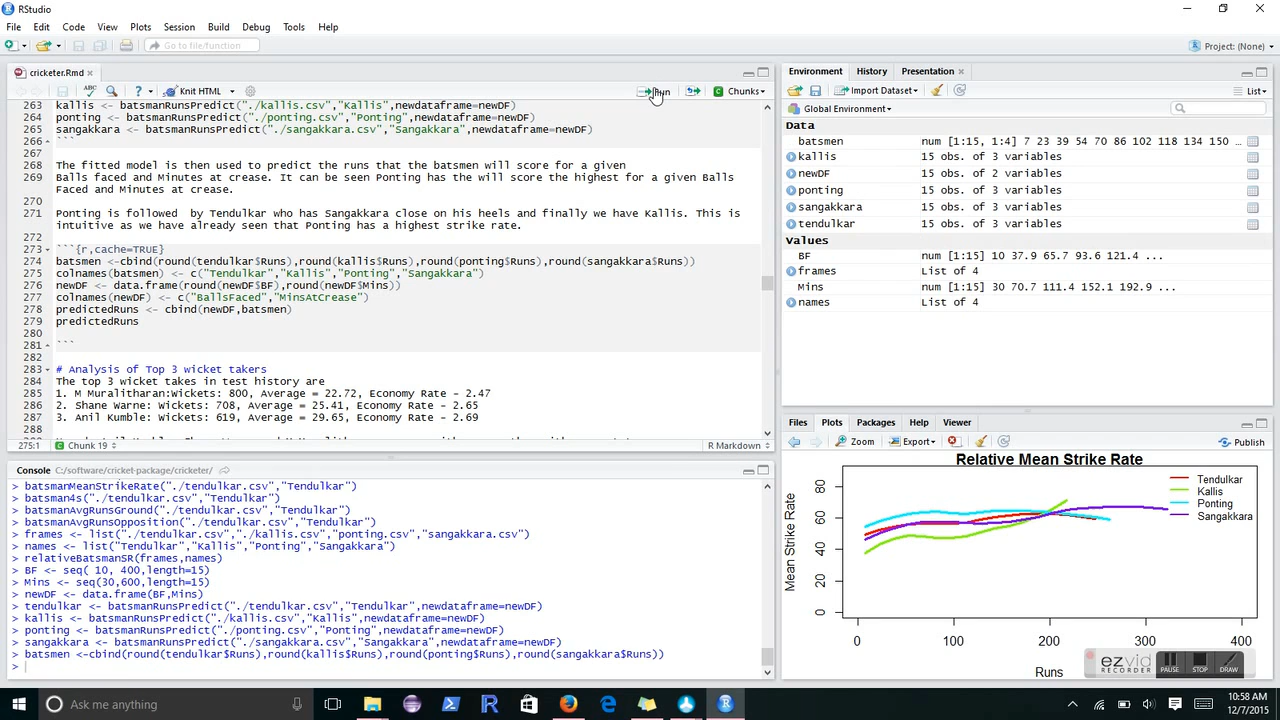 RStudio
File Edit Code View Plots Session Build Debug Tools Help
Go to file/function
Project: (None)
cricketer.Rmd
ABC
Knit HTML
Run
Chunks
263 kallis <- batsmanRunsPredict("./kallis.csv","Kallis",newdataframe=newDF)
264 ponting <- batsmanRunsPredict("./ponting.csv","Ponting",newdataframe=newDF)
265 sangakkara <- batsmanRunsPredict("./sangakkara.csv","Sangakkara",newdataframe=newDF)
266 ```
267
268 The fitted model is then used to predict the runs that the batsmen will score for a given
269 Balls faced and Minutes at crease. It can be seen Ponting has the will score the highest for a given Balls
Faced and Minutes at crease.
270
271 Ponting is followed  by Tendulkar who has Sangakkara close on his heels and finally we have Kallis. This is
intuitive as we have already seen that Ponting has a highest strike rate.
272
273 ```{r,cache=TRUE}
274 batsmen <-cbind(round(tendulkar$Runs),round(kallis$Runs),round(ponting$Runs),round(sangakkara$Runs))
275 colnames(batsmen) <- c("Tendulkar","Kallis","Ponting","Sangakkara")
276 newDF <- data.frame(round(newDF$BF),round(newDF$Mins))
277 colnames(newDF) <- c("BallsFaced","MinsAtCrease")
278 predictedRuns <- cbind(newDF,batsmen)
279 predictedRuns
280
281 ```
282
283 # Analysis of Top 3 wicket takers
284 The top 3 wicket takes in test history are
285 1. M Muralitharan:Wickets: 800, Average = 22.72, Economy Rate - 2.47
286 2. Shane Warne: Wickets: 708, Average = 25.41, Economy Rate - 2.65
287 3. Anil Kumble: Wickets: 619, Average = 29.65, Economy Rate - 2.69
288
275:1 Chunk 19 R Markdown
Console C:/software/cricket-package/cricketer/
> batsmanMeanStrikeRate("./tendulkar.csv","Tendulkar")
> batsman4s("./tendulkar.csv","Tendulkar")
> batsmanAvgRunsGround("./tendulkar.csv","Tendulkar")
> batsmanAvgRunsOpposition("./tendulkar.csv","Tendulkar")
> frames <- list("./tendulkar.csv","./kallis.csv","ponting.csv","sangakkara.csv")
> names <- list("Tendulkar","Kallis","Ponting","Sangakkara")
> relativeBatsmanSR(frames,names)
> BF <- seq( 10, 400,length=15)
> Mins <- seq(30,600,length=15)
> newDF <- data.frame(BF,Mins)
> tendulkar <- batsmanRunsPredict("./tendulkar.csv","Tendulkar",newdataframe=newDF)
> kallis <- batsmanRunsPredict("./kallis.csv","Kallis",newdataframe=newDF)
> ponting <- batsmanRunsPredict("./ponting.csv","Ponting",newdataframe=newDF)
> sangakkara <- batsmanRunsPredict("./sangakkara.csv","Sangakkara",newdataframe=newDF)
> batsmen <-cbind(round(tendulkar$Runs),round(kallis$Runs),round(ponting$Runs),round(sangakkara$Runs))
>
Environment History Presentation
Import Dataset
List
Global Environment
Data
batsmen num [1:15, 1:4] 7 23 39 54 70 86 102 118 134 150 ...
kallis 15 obs. of 3 variables
newDF 15 obs. of 2 variables
ponting 15 obs. of 3 variables
sangakkara 15 obs. of 3 variables
tendulkar 15 obs. of 3 variables
Values
BF num [1:15] 10 37.9 65.7 93.6 121.4 ...
frames List of 4
Mins num [1:15] 30 70.7 111.4 152.1 192.9 ...
names List of 4
Files Plots Packages Help Viewer
Zoom Export Publish
Relative Mean Strike Rate
Mean Strike Rate
80
60
40
20
0
Tendulkar
Kallis
Ponting
Sangakkara
0 100 200 300 400
Runs
ezvid
RECORDER
PAUSE STOP DRAW
Ask me anything
10:58 AM
12/7/2015